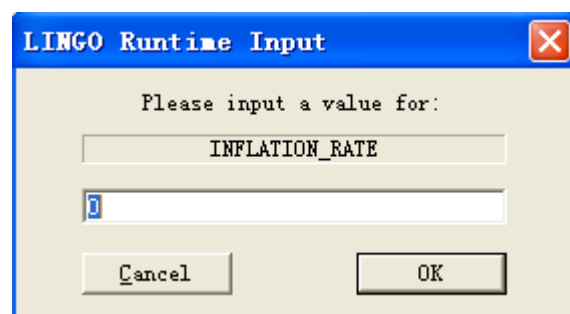 LINGO Runtime Input
Please input a value for:
INFLATION_RATE
0
Cancel
OK